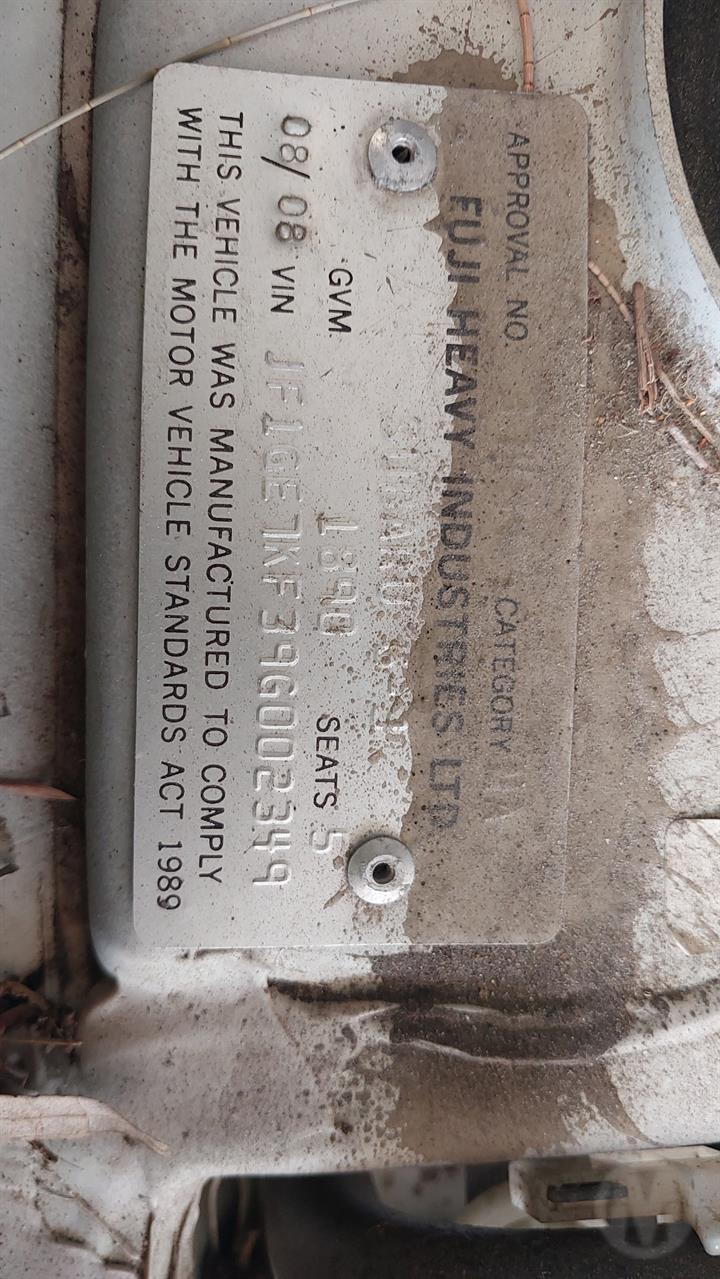 APPROVAL NO. CATEGORY
FUJI HEAVY INDUSTRIES LTD
SUBARU
GVM 1890 SEATS 5
08/08 VIN JF1GE7KF39G002349
THIS VEHICLE WAS MANUFACTURED TO COMPLY
WITH THE MOTOR VEHICLE STANDARDS ACT 1989